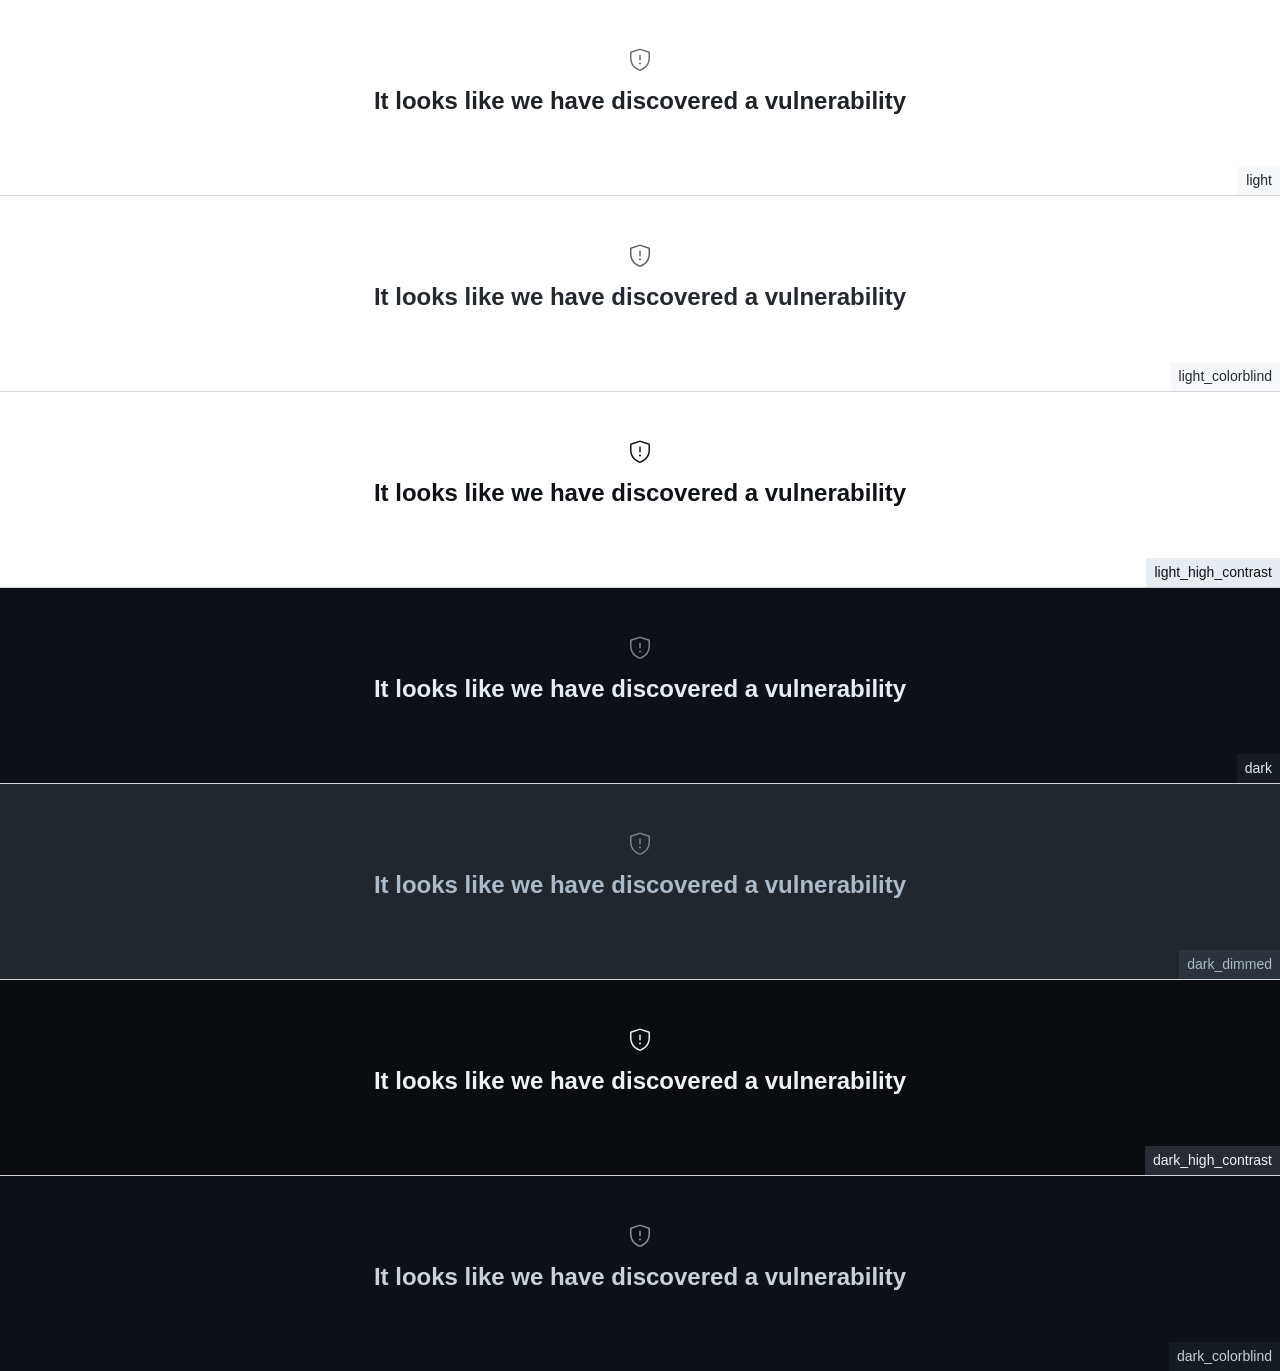 It looks like we have discovered a vulnerability
light
It looks like we have discovered a vulnerability
light_colorblind
It looks like we have discovered a vulnerability
light_high_contrast
It looks like we have discovered a vulnerability
dark
It looks like we have discovered a vulnerability
dark_dimmed
It looks like we have discovered a vulnerability
dark_high_contrast
It looks like we have discovered a vulnerability
dark_colorblind